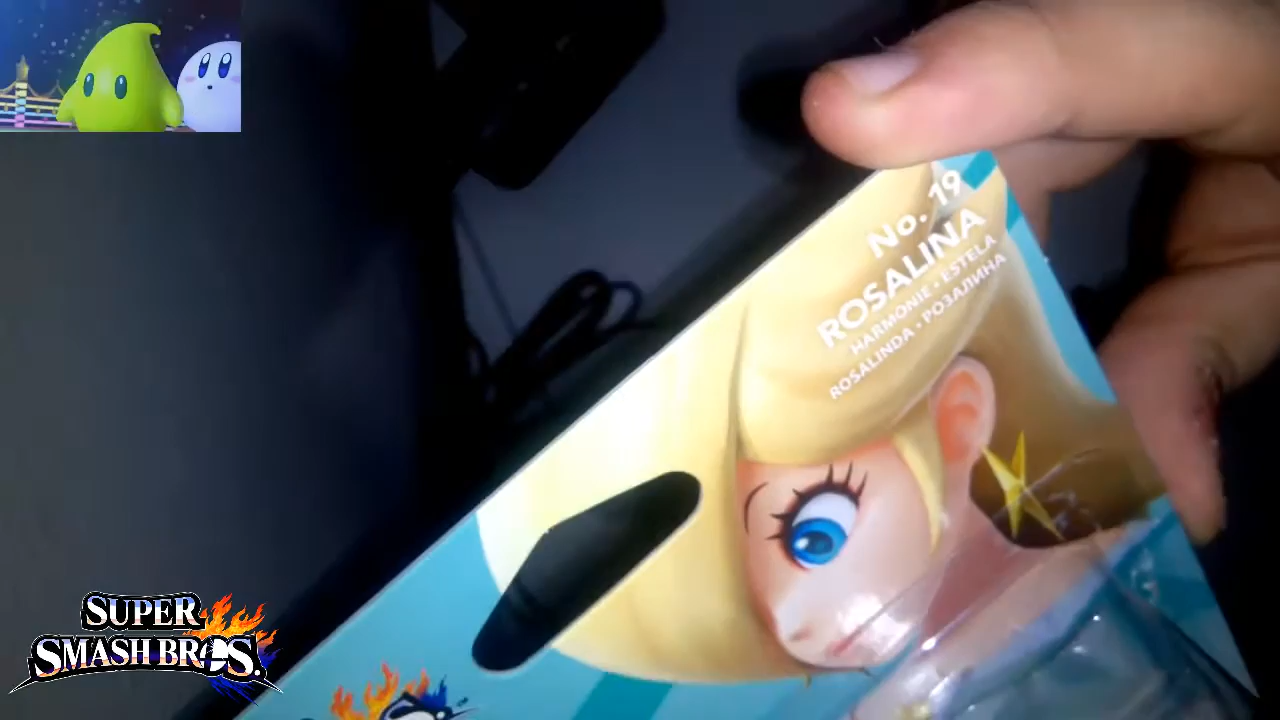 No. 19
ROSALINA
HARMONIE · ESTELA
ROSALINDA · РОЗАЛИНА
SUPER
SMASH BROS.